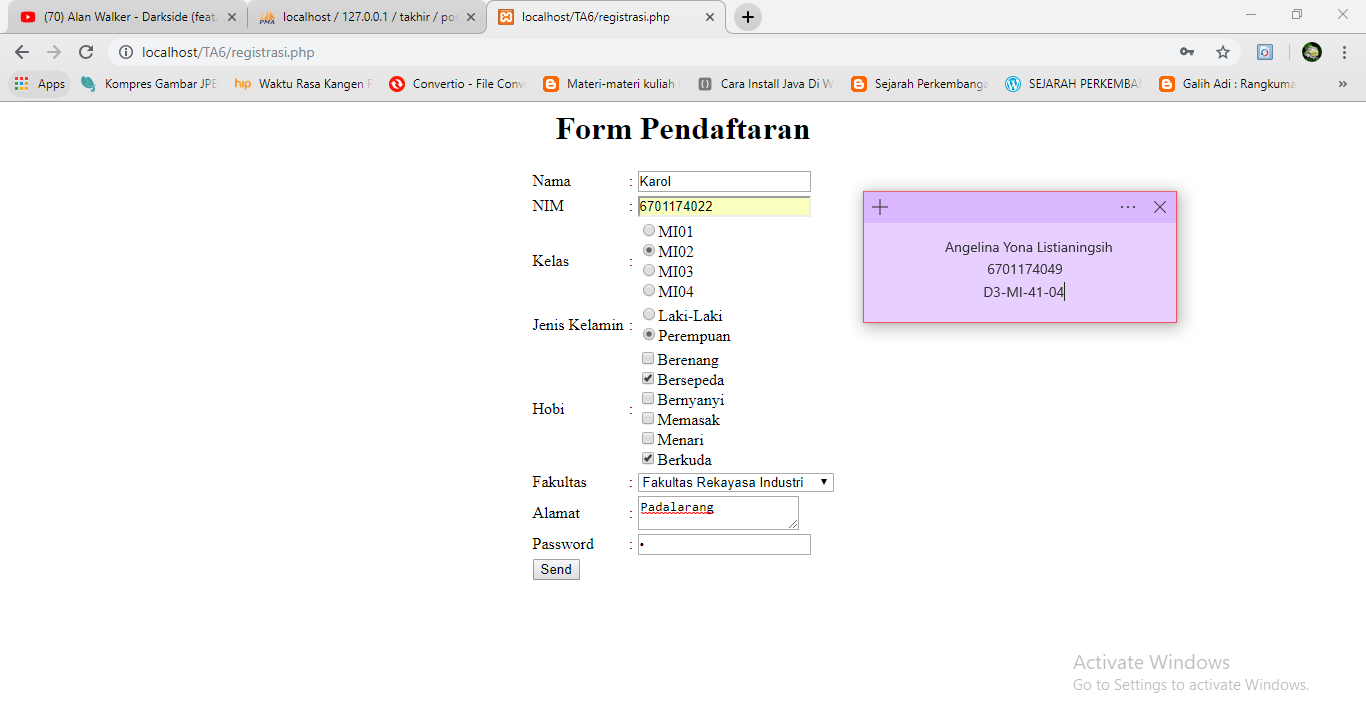 (70) Alan Walker - Darkside (feat.
localhost / 127.0.0.1 / takhir / pos
localhost/TA6/registrasi.php
localhost/TA6/registrasi.php
Apps
Kompres Gambar JPE
hip Waktu Rasa Kangen
Convertio - File Conv
Materi-materi kuliah
Cara Install Java Di W
Sejarah Perkembanga
SEJARAH PERKEMBA
Galih Adi : Rangkuma
»
Form Pendaftaran
Nama : Karol
NIM : 6701174022
Kelas :
MI01
MI02
MI03
MI04
Jenis Kelamin :
Laki-Laki
Perempuan
Hobi :
Berenang
Bersepeda
Bernyanyi
Memasak
Menari
Berkuda
Fakultas : Fakultas Rekayasa Industri
Alamat : Padalarang
Password : •
Send
Angelina Yona Listianingsih
6701174049
D3-MI-41-04
Activate Windows
Go to Settings to activate Windows.